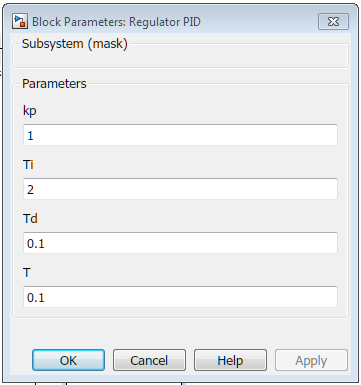 Block Parameters: Regulator PID
Subsystem (mask)
Parameters
kp
1
Ti
2
Td
0.1
T
0.1
OK Cancel Help Apply